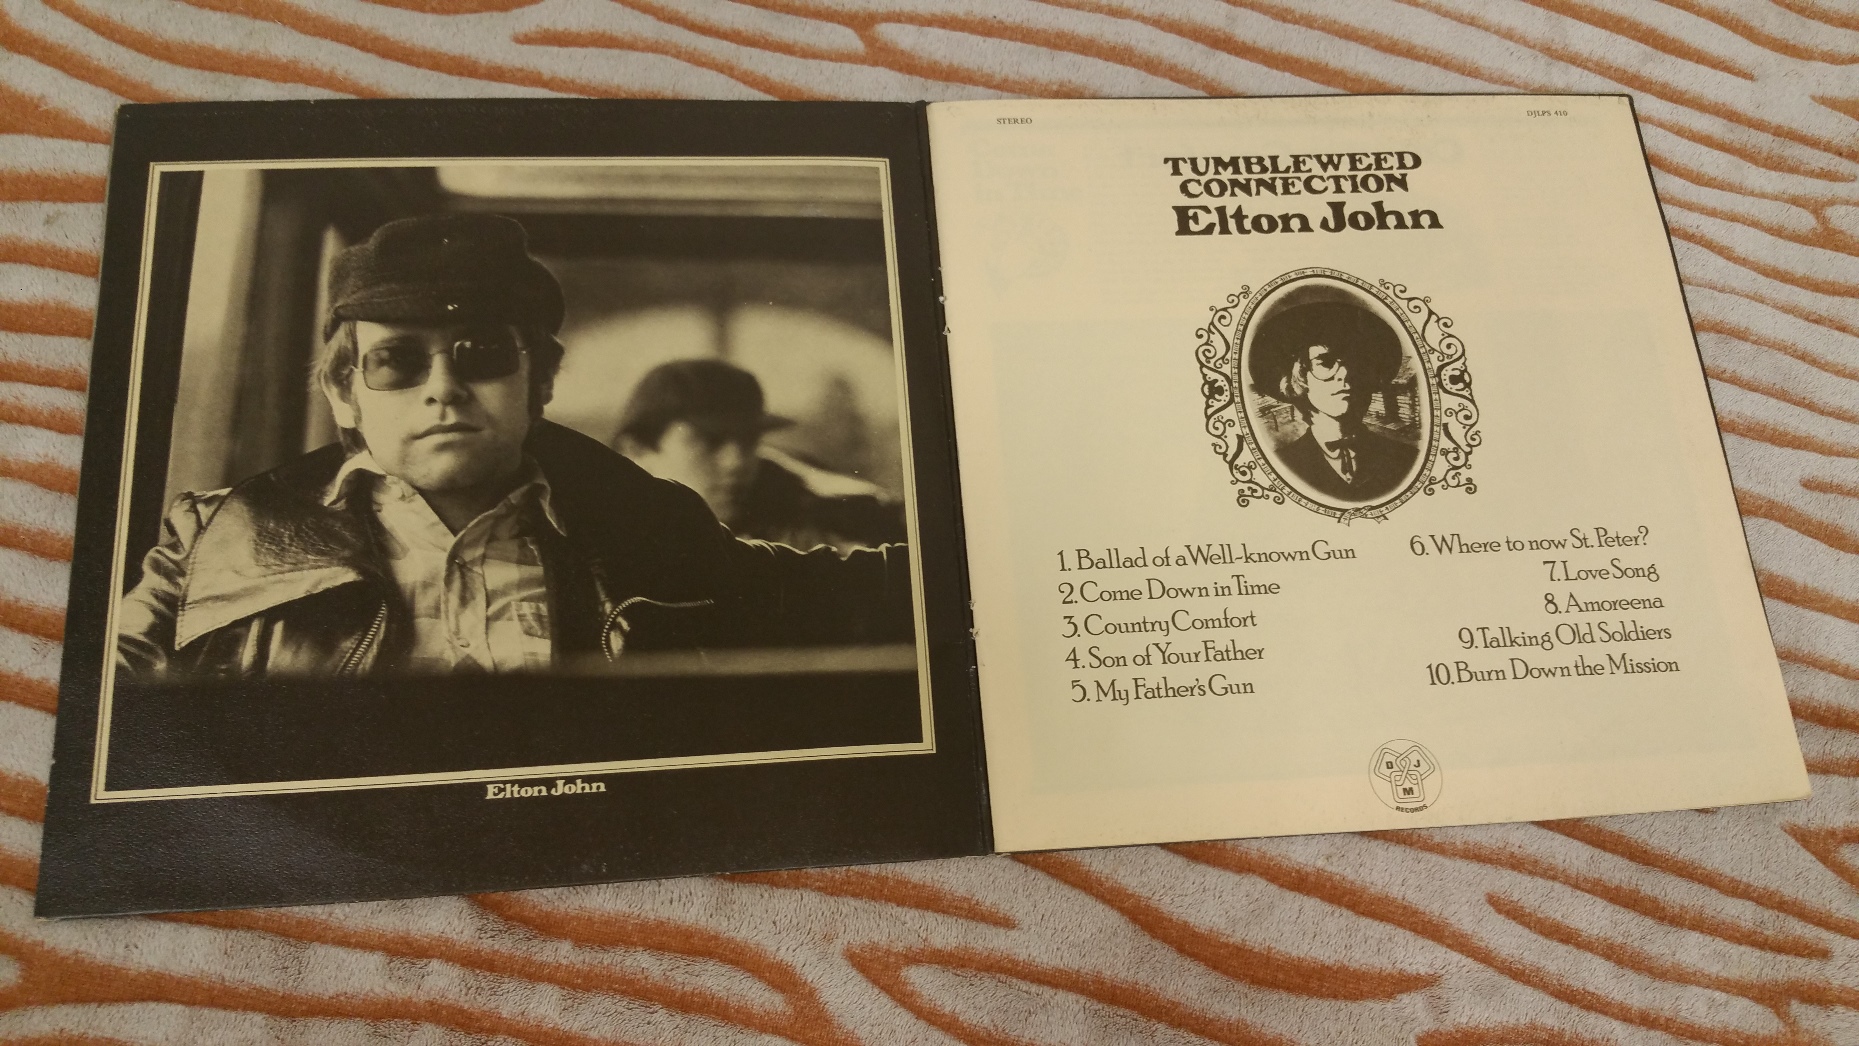 Elton John
STEREO
DJLPS 410
TUMBLEWEED
CONNECTION
Elton John
1. Ballad of a Well-known Gun
2. Come Down in Time
3. Country Comfort
4. Son of Your Father
5. My Father's Gun
6. Where to now St. Peter?
7. Love Song
8. Amoreena
9. Talking Old Soldiers
10. Burn Down the Mission
D J
M
RECORDS